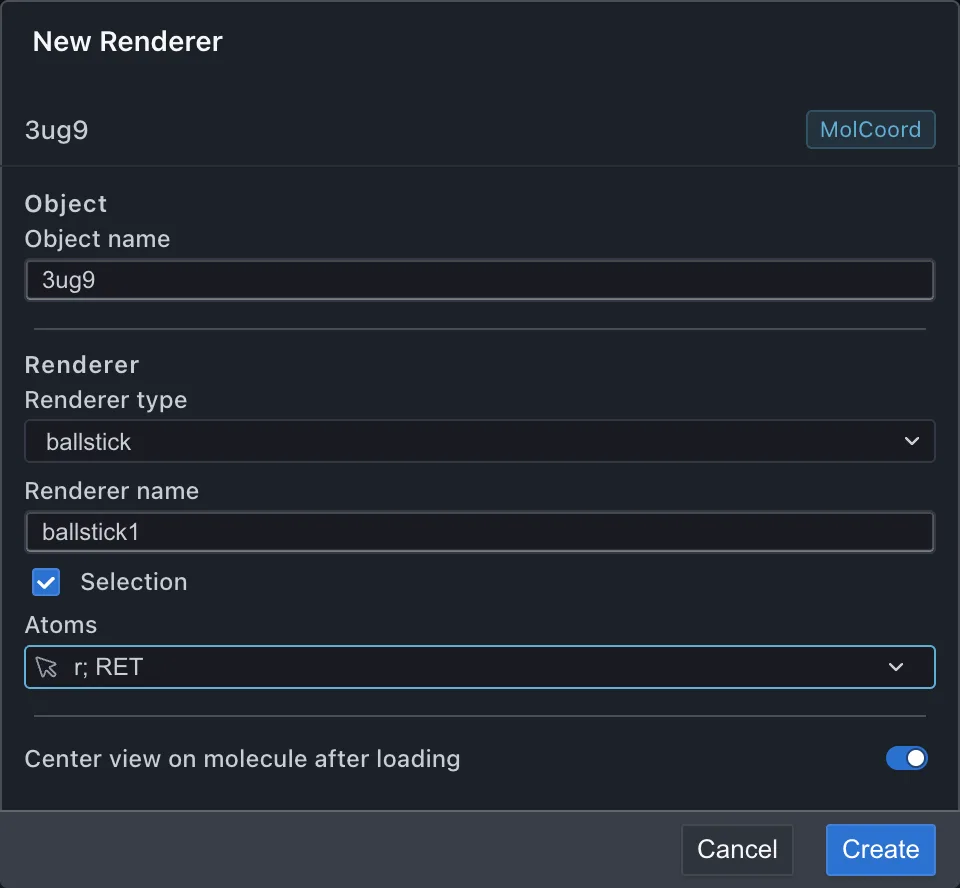 New Renderer
3ug9 MolCoord
Object
Object name
3ug9
Renderer
Renderer type
ballstick
Renderer name
ballstick1
Selection
Atoms
r; RET
Center view on molecule after loading
Cancel Create